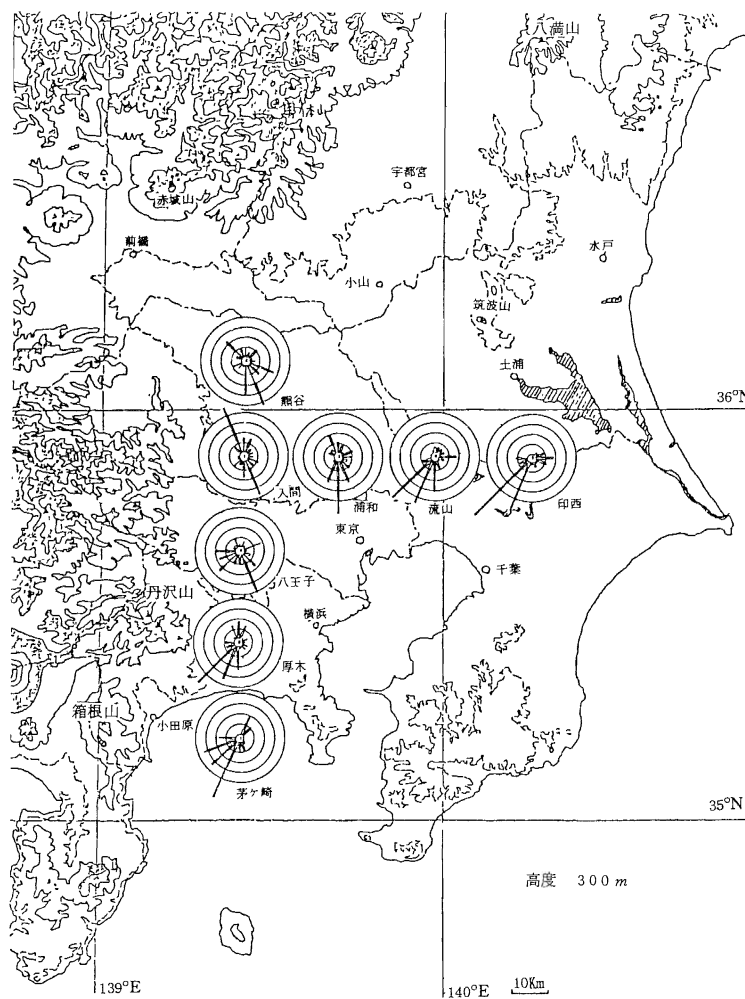 八溝山
宇都宮
赤城山
前橋
水戸
小山
筑波山
土浦
熊谷
36°N
入間
浦和
流山
印西
東京
八王子
千葉
丹沢山
横浜
厚木
箱根山
小田原
茅ヶ崎
35°N
高度 300m
139°E
140°E
10Km